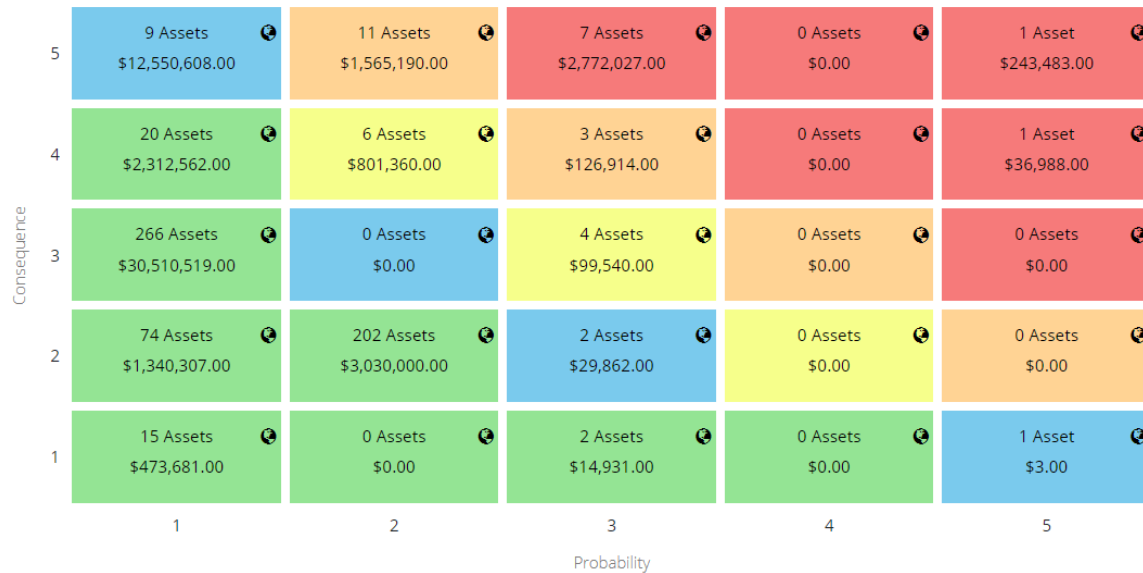 Consequence
5
9 Assets
$12,550,608.00
11 Assets
$1,565,190.00
7 Assets
$2,772,027.00
0 Assets
$0.00
1 Asset
$243,483.00
4
20 Assets
$2,312,562.00
6 Assets
$801,360.00
3 Assets
$126,914.00
0 Assets
$0.00
1 Asset
$36,988.00
3
266 Assets
$30,510,519.00
0 Assets
$0.00
4 Assets
$99,540.00
0 Assets
$0.00
0 Assets
$0.00
2
74 Assets
$1,340,307.00
202 Assets
$3,030,000.00
2 Assets
$29,862.00
0 Assets
$0.00
0 Assets
$0.00
1
15 Assets
$473,681.00
0 Assets
$0.00
2 Assets
$14,931.00
0 Assets
$0.00
1 Asset
$3.00
1 2 3 4 5
Probability